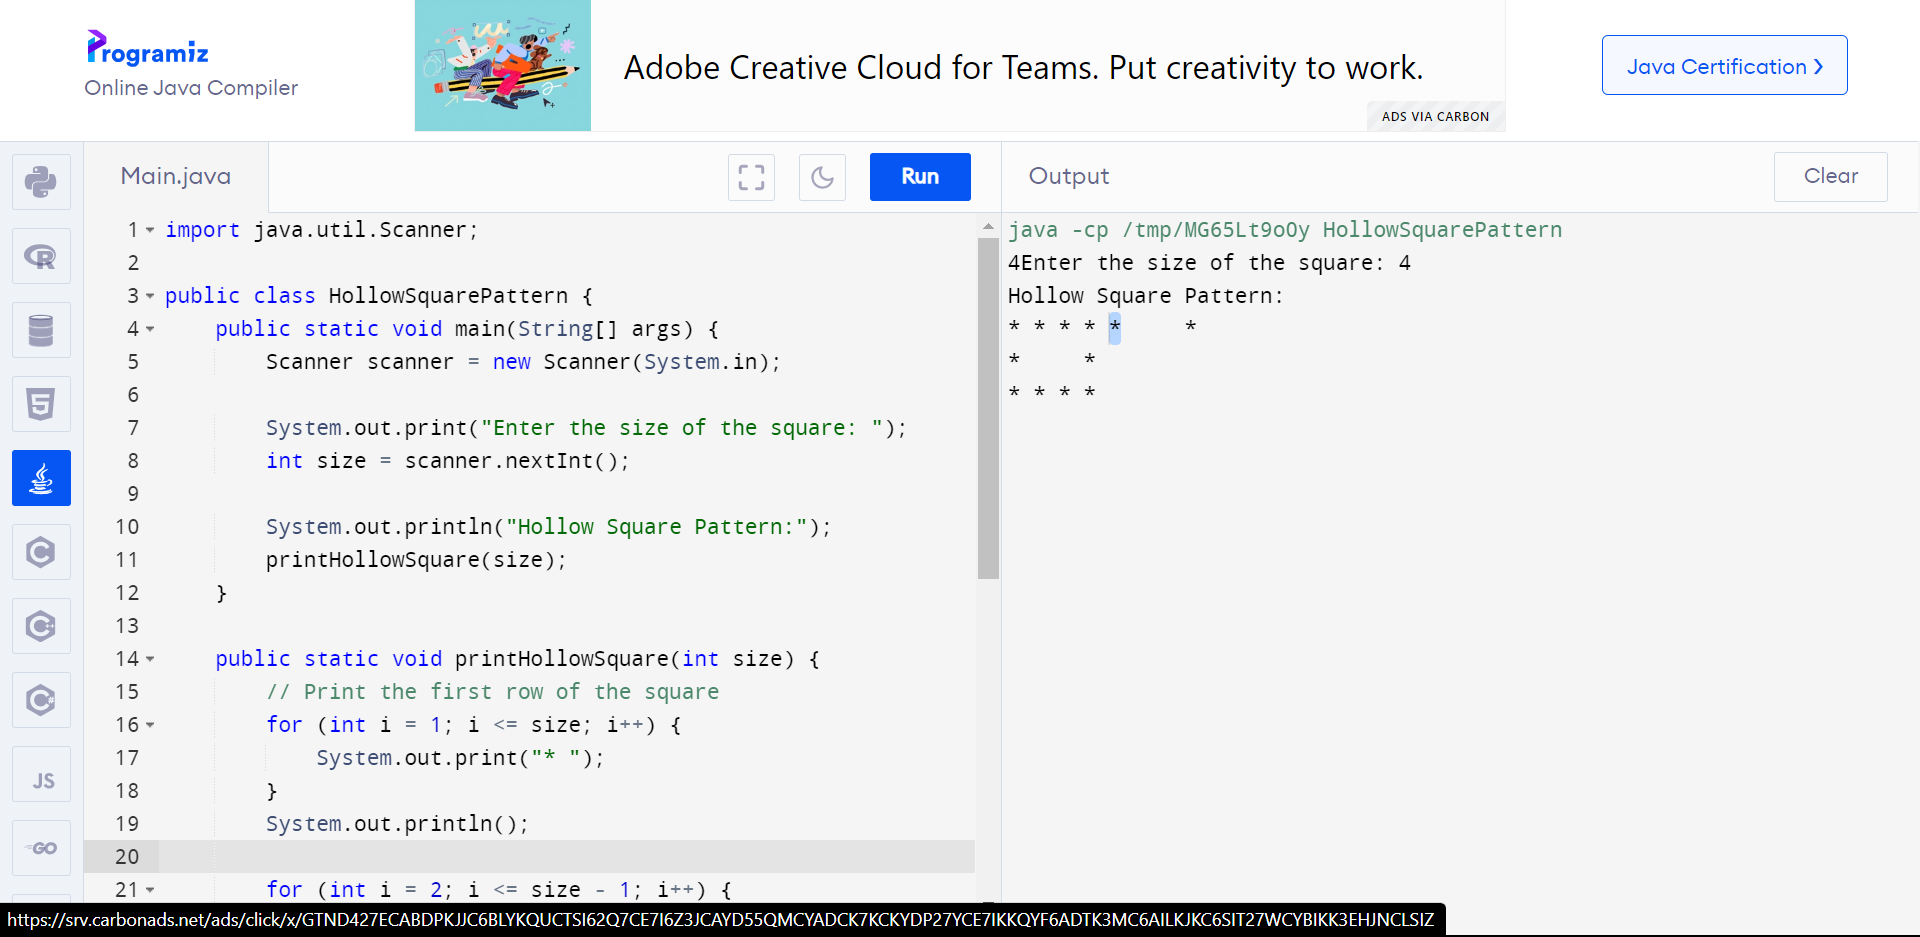 Programiz
Online Java Compiler
Adobe Creative Cloud for Teams. Put creativity to work.
ADS VIA CARBON
Java Certification ❯
Main.java
Run
Output
Clear
1 import java.util.Scanner;
2
3 public class HollowSquarePattern {
4     public static void main(String[] args) {
5         Scanner scanner = new Scanner(System.in);
6
7         System.out.print("Enter the size of the square: ");
8         int size = scanner.nextInt();
9
10         System.out.println("Hollow Square Pattern:");
11         printHollowSquare(size);
12     }
13
14     public static void printHollowSquare(int size) {
15         // Print the first row of the square
16         for (int i = 1; i <= size; i++) {
17             System.out.print("* ");
18         }
19         System.out.println();
20
21         for (int i = 2; i <= size - 1; i++) {
java -cp /tmp/MG65Lt9oOy HollowSquarePattern
4Enter the size of the square: 4
Hollow Square Pattern:
* * * * *     *
*     *
* * * *
JS
GO
https://srv.carbonads.net/ads/click/x/GTND427ECABDPKJJC6BLYKQUCTSI62Q7CE7I6Z3JCAYD55QMCYADCK7KCKYDP27YCE7IKKQYF6ADTK3MC6AILKJKC6SIT27WCYBIKK3EHJNCLSIZ